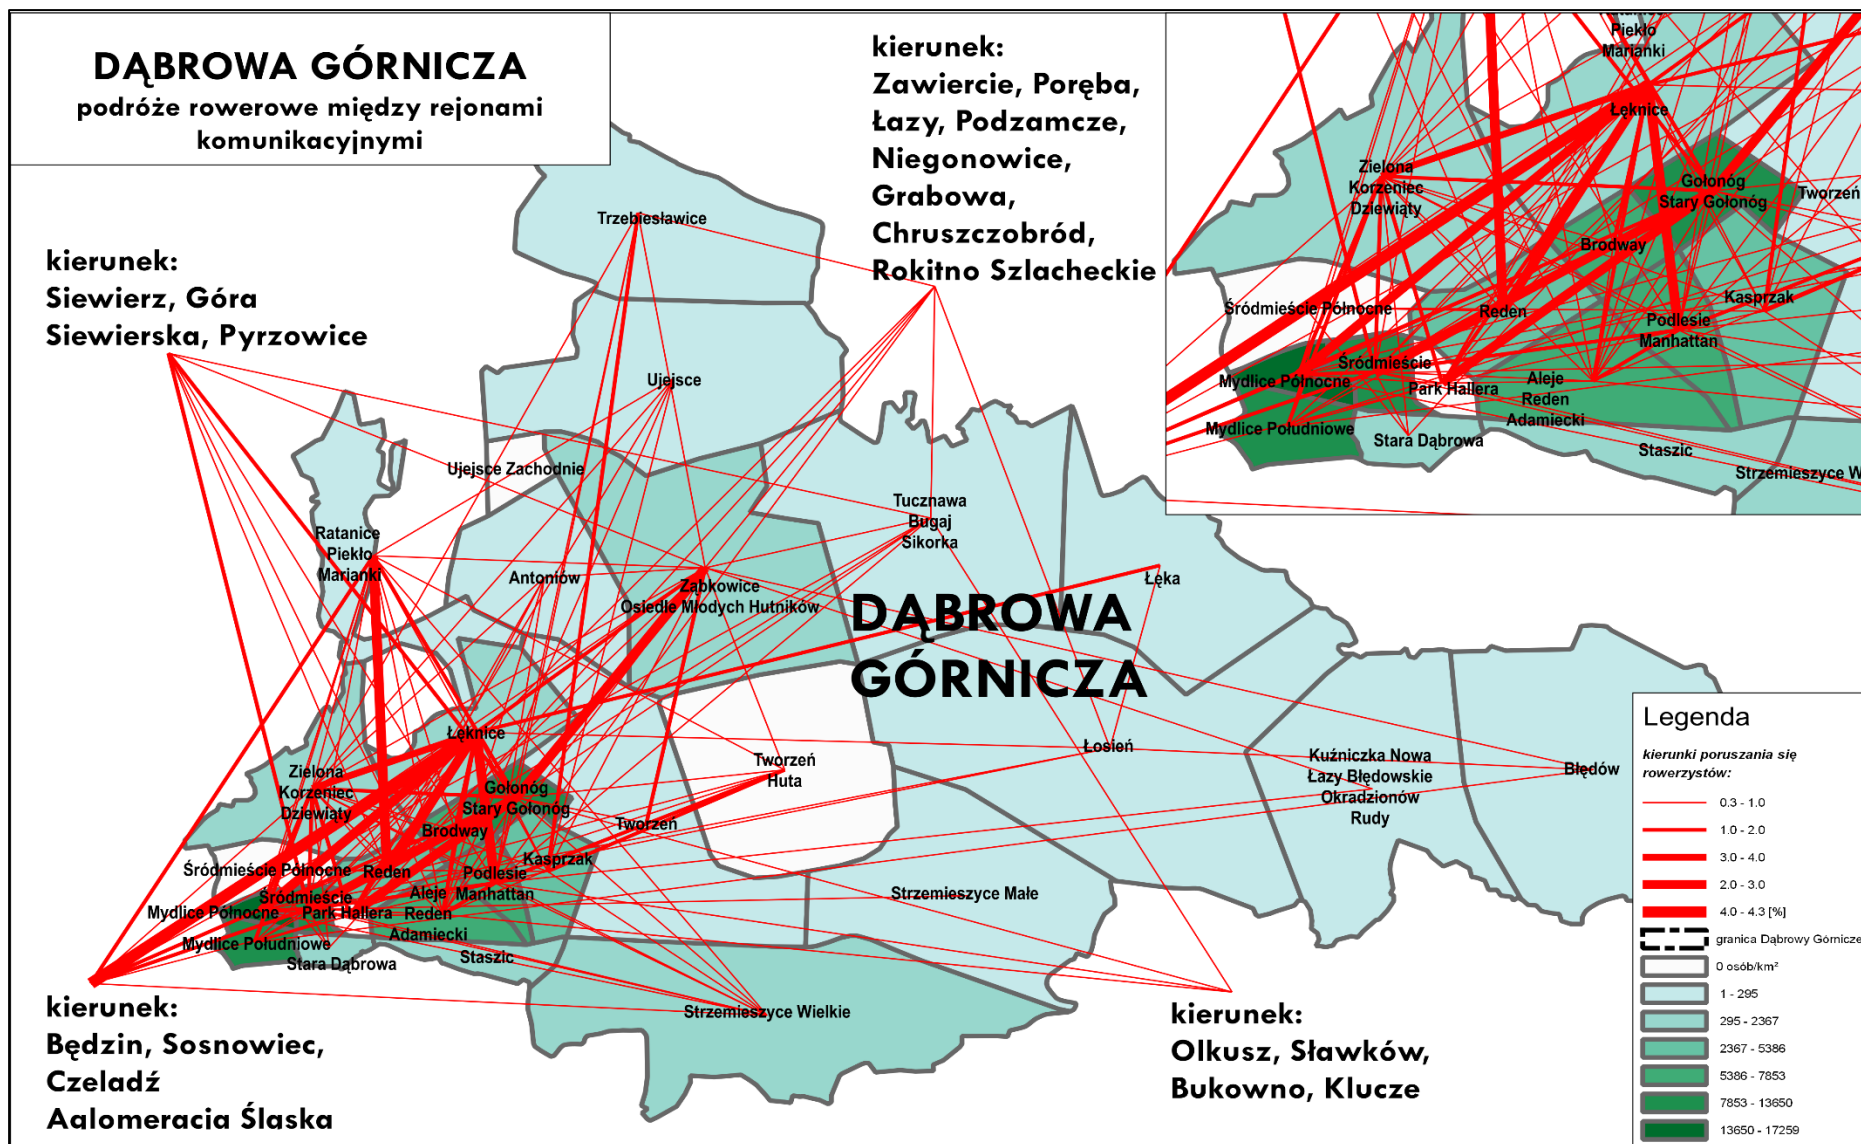 DĄBROWA GÓRNICZA
podróże rowerowe między rejonami
komunikacyjnymi
kierunek:
Zawiercie, Poręba,
Łazy, Podzamcze,
Niegonowice,
Grabowa,
Chruszczobród,
Rokitno Szlacheckie
kierunek:
Siewierz, Góra
Siewierska, Pyrzowice
Trzebiesławice
Ujejsce
Ujejsce Zachodnie
Ratanice
Piekło
Marianki
Antoniów
Ząbkowice
Osiedle Młodych Hutników
Tucznawa
Bugaj
Sikorka
Łęka
DĄBROWA
GÓRNICZA
Łęknice
Zielona
Korzeniec
Dziewiąty
Gołonóg
Stary Gołonóg
Brodway
Tworzeń
Huta
Tworzeń
Kasprzak
Łosień
Kuźniczka Nowa
Łazy Błędowskie
Okradzionów
Rudy
Błędów
Śródmieście Północne
Reden
Podlesie
Manhattan
Śródmieście
Mydlice Północne
Park Hallera
Aleje
Reden
Adamiecki
Mydlice Południowe
Stara Dąbrowa
Staszic
Strzemieszyce Małe
Strzemieszyce Wielkie
kierunek:
Będzin, Sosnowiec,
Czeladź
Aglomeracja Śląska
kierunek:
Olkusz, Sławków,
Bukowno, Klucze
Ratanice
Piekło
Marianki
Łęknice
Zielona
Korzeniec
Dziewiąty
Gołonóg
Stary Gołonóg
Tworzeń
Brodway
Kasprzak
Śródmieście Północne
Reden
Podlesie
Manhattan
Śródmieście
Mydlice Północne
Park Hallera
Aleje
Reden
Adamiecki
Mydlice Południowe
Stara Dąbrowa
Staszic
Strzemieszyce W
Legenda
kierunki poruszania się
rowerzystów:
0.3 - 1.0
1.0 - 2.0
3.0 - 4.0
2.0 - 3.0
4.0 - 4.3 [%]
granica Dąbrowy Górnicze
0 osób/km²
1 - 295
295 - 2367
2367 - 5386
5386 - 7853
7853 - 13650
13650 - 17259